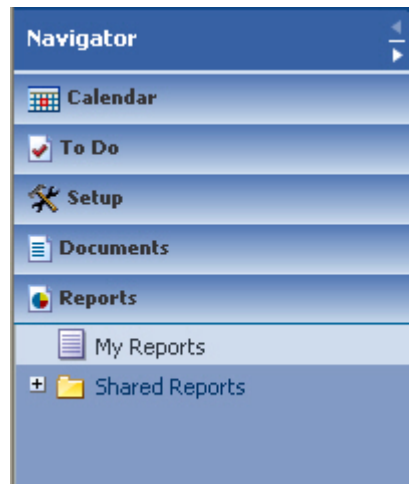 Navigator
Calendar
To Do
Setup
Documents
Reports
My Reports
Shared Reports